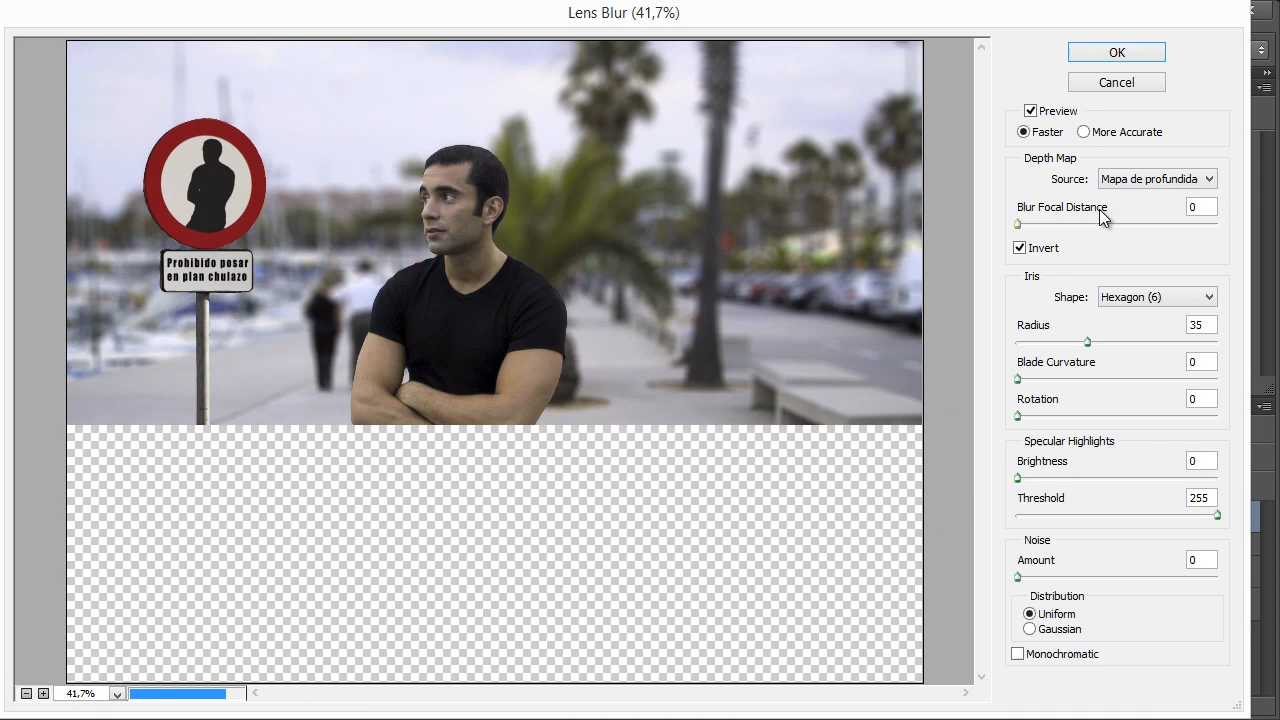 Lens Blur (41,7%)
OK
Cancel
Preview
Faster
More Accurate
Depth Map
Source: Mapa de profundida
Blur Focal Distance 0
Invert
Iris
Shape: Hexagon (6)
Radius 35
Blade Curvature 0
Rotation 0
Specular Highlights
Brightness 0
Threshold 255
Noise
Amount 0
Distribution
Uniform
Gaussian
Monochromatic
Prohibido posar
en plan chulazo
41,7%